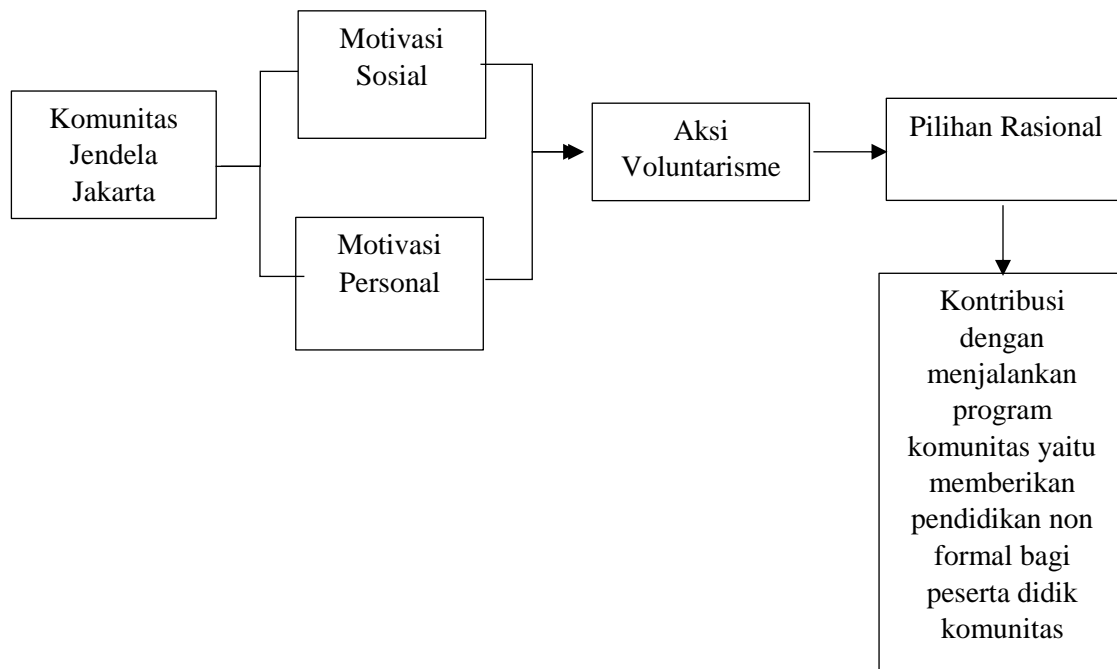 Komunitas
Jendela
Jakarta
Motivasi
Sosial
Motivasi
Personal
Aksi
Voluntarisme
Pilihan Rasional
Kontribusi
dengan
menjalankan
program
komunitas yaitu
memberikan
pendidikan non
formal bagi
peserta didik
komunitas